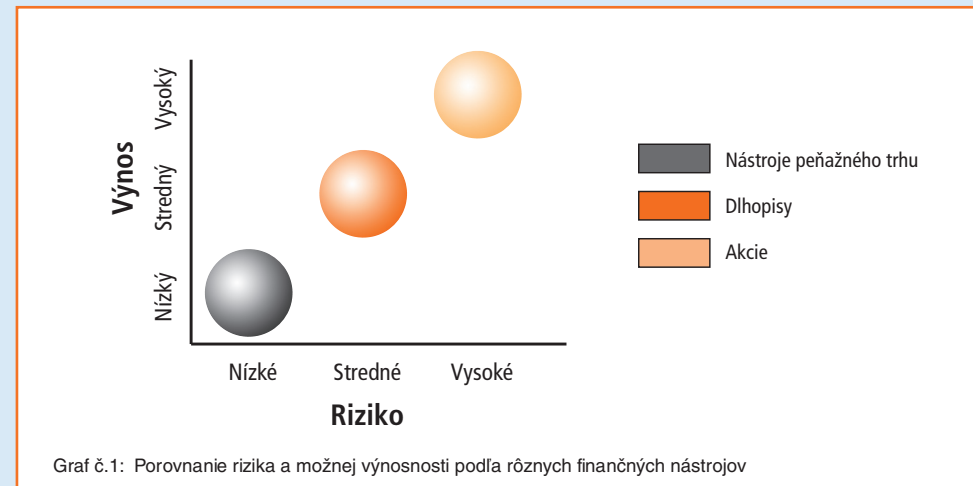 Výnos
Vysoký
Stredný
Nízký
Nízké Stredné Vysoké
Riziko
Nástroje peňažného trhu
Dlhopisy
Akcie
Graf č.1: Porovnanie rizika a možnej výnosnosti podľa rôznych finančných nástrojov